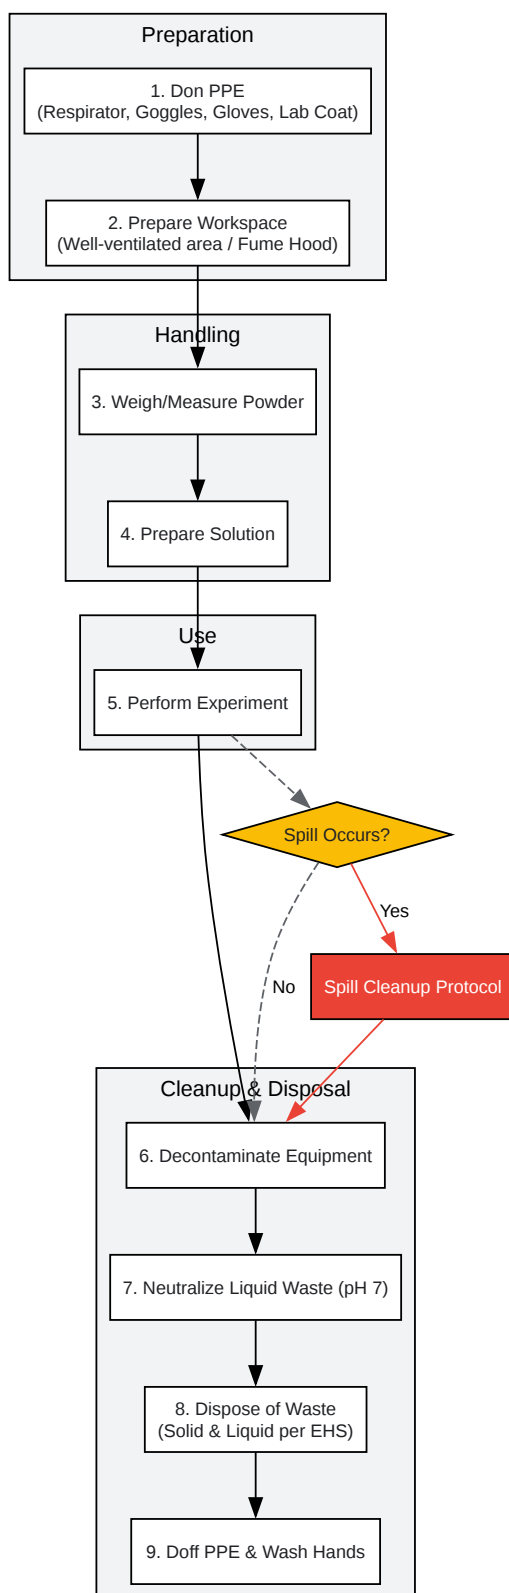 Preparation
1. Don PPE
(Respirator, Goggles, Gloves, Lab Coat)
2. Prepare Workspace
(Well-ventilated area / Fume Hood)
Handling
3. Weigh/Measure Powder
4. Prepare Solution
Use
5. Perform Experiment
Spill Occurs?
Yes
Spill Cleanup Protocol
No
Cleanup & Disposal
6. Decontaminate Equipment
7. Neutralize Liquid Waste (pH 7)
8. Dispose of Waste
(Solid & Liquid per EHS)
9. Doff PPE & Wash Hands